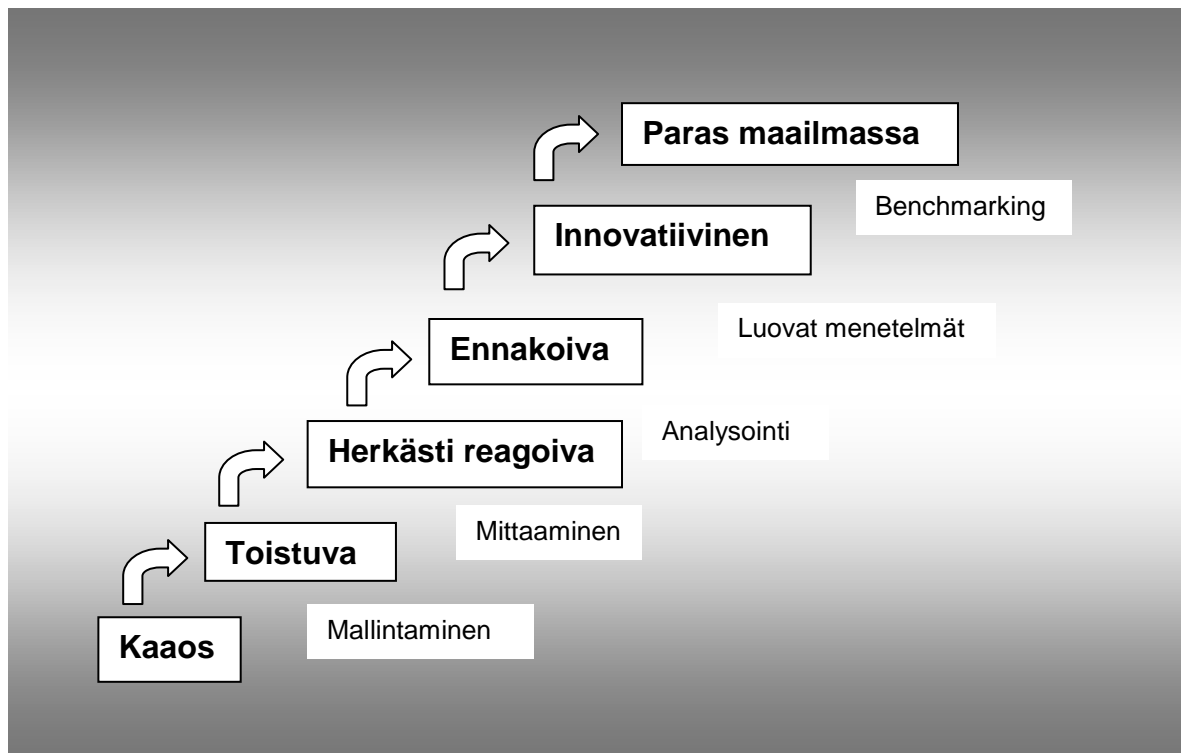 Paras maailmassa
Benchmarking
Innovatiivinen
Luovat menetelmät
Ennakoiva
Analysointi
Herkästi reagoiva
Mittaaminen
Toistuva
Mallintaminen
Kaaos